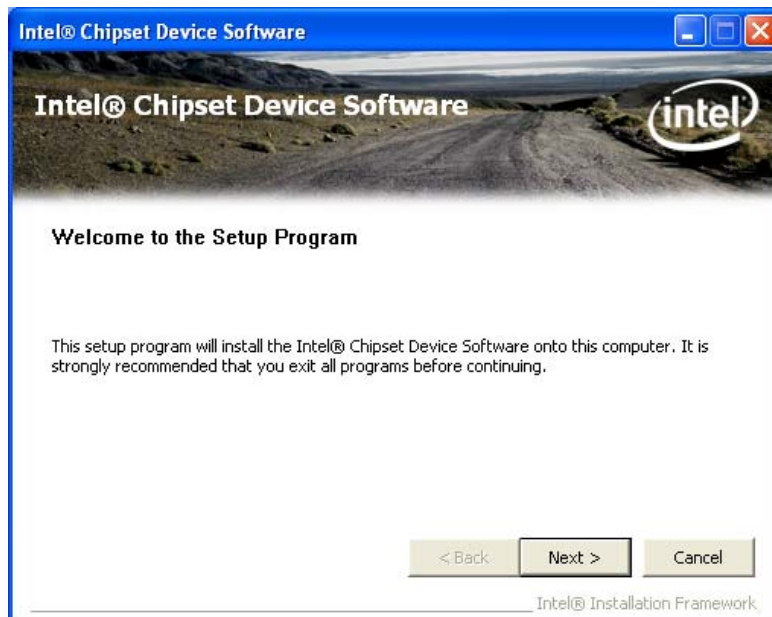 Intel® Chipset Device Software
Intel® Chipset Device Software
intel
Welcome to the Setup Program
This setup program will install the Intel® Chipset Device Software onto this computer. It is
strongly recommended that you exit all programs before continuing.
< Back Next > Cancel
Intel® Installation Framework